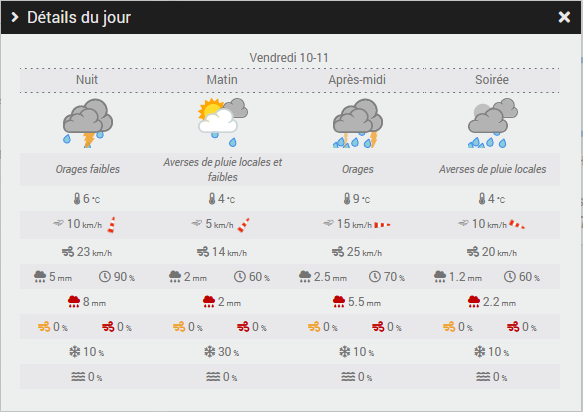 Détails du jour
Vendredi 10-11
Nuit Matin Après-midi Soirée
Orages faibles Averses de pluie locales et faibles Orages Averses de pluie locales
6 °C 4 °C 9 °C 4 °C
10 km/h 5 km/h 15 km/h 10 km/h
23 km/h 14 km/h 25 km/h 20 km/h
5 mm 90 % 2 mm 60 % 2.5 mm 70 % 1.2 mm 60 %
8 mm 2 mm 5.5 mm 2.2 mm
0 % 0 % 0 % 0 % 0 % 0 % 0 % 0 %
10 % 30 % 10 % 10 %
0 % 0 % 0 % 0 %